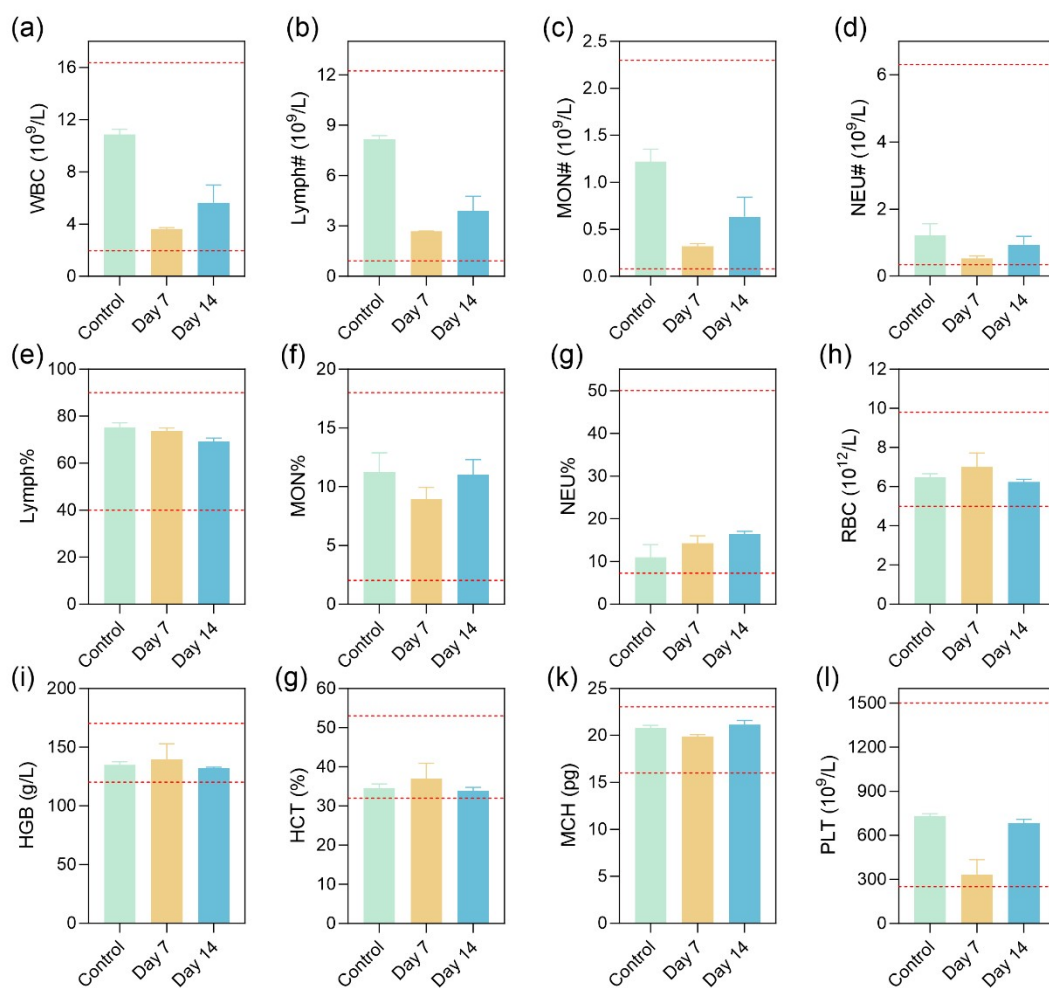 (a)
WBC (10⁹/L)
16
12
8
4
0
Control
Day 7
Day 14
(b)
Lymph# (10⁹/L)
12
9
6
3
0
Control
Day 7
Day 14
(c)
MON# (10⁹/L)
2.5
2.0
1.5
1.0
0.5
0.0
Control
Day 7
Day 14
(d)
NEU# (10⁹/L)
6
4
2
0
Control
Day 7
Day 14
(e)
Lymph%
100
80
60
40
20
0
Control
Day 7
Day 14
(f)
MON%
20
15
10
5
0
Control
Day 7
Day 14
(g)
NEU%
50
40
30
20
10
0
Control
Day 7
Day 14
(h)
RBC (10¹²/L)
12
10
8
6
4
2
0
Control
Day 7
Day 14
(i)
HGB (g/L)
200
150
100
50
0
Control
Day 7
Day 14
(g)
HCT (%)
60
50
40
30
20
10
0
Control
Day 7
Day 14
(k)
MCH (pg)
25
20
15
10
5
0
Control
Day 7
Day 14
(l)
PLT (10⁹/L)
1500
1200
900
600
300
0
Control
Day 7
Day 14